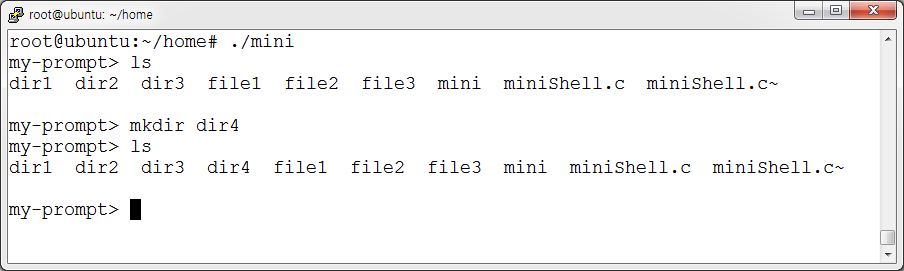 root@ubuntu: ~/home
root@ubuntu:~/home# ./mini
my-prompt> ls
dir1  dir2  dir3  file1  file2  file3  mini  miniShell.c  miniShell.c~
my-prompt> mkdir dir4
my-prompt> ls
dir1  dir2  dir3  dir4  file1  file2  file3  mini  miniShell.c  miniShell.c~
my-prompt>